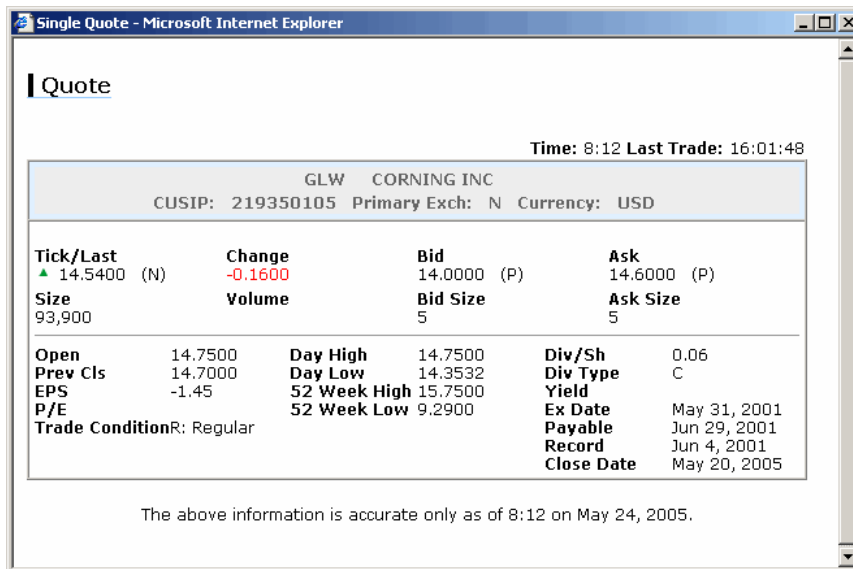 Single Quote - Microsoft Internet Explorer
Quote
Time: 8:12 Last Trade: 16:01:48
GLW CORNING INC
CUSIP: 219350105 Primary Exch: N Currency: USD
Tick/Last Change Bid Ask
14.5400 (N) -0.1600 14.0000 (P) 14.6000 (P)
Size Volume Bid Size Ask Size
93,900 5 5
Open 14.7500 Day High 14.7500 Div/Sh 0.06
Prev Cls 14.7000 Day Low 14.3532 Div Type C
EPS -1.45 52 Week High 15.7500 Yield
P/E 52 Week Low 9.2900 Ex Date May 31, 2001
Trade ConditionR: Regular Payable Jun 29, 2001
Record Jun 4, 2001
Close Date May 20, 2005
The above information is accurate only as of 8:12 on May 24, 2005.